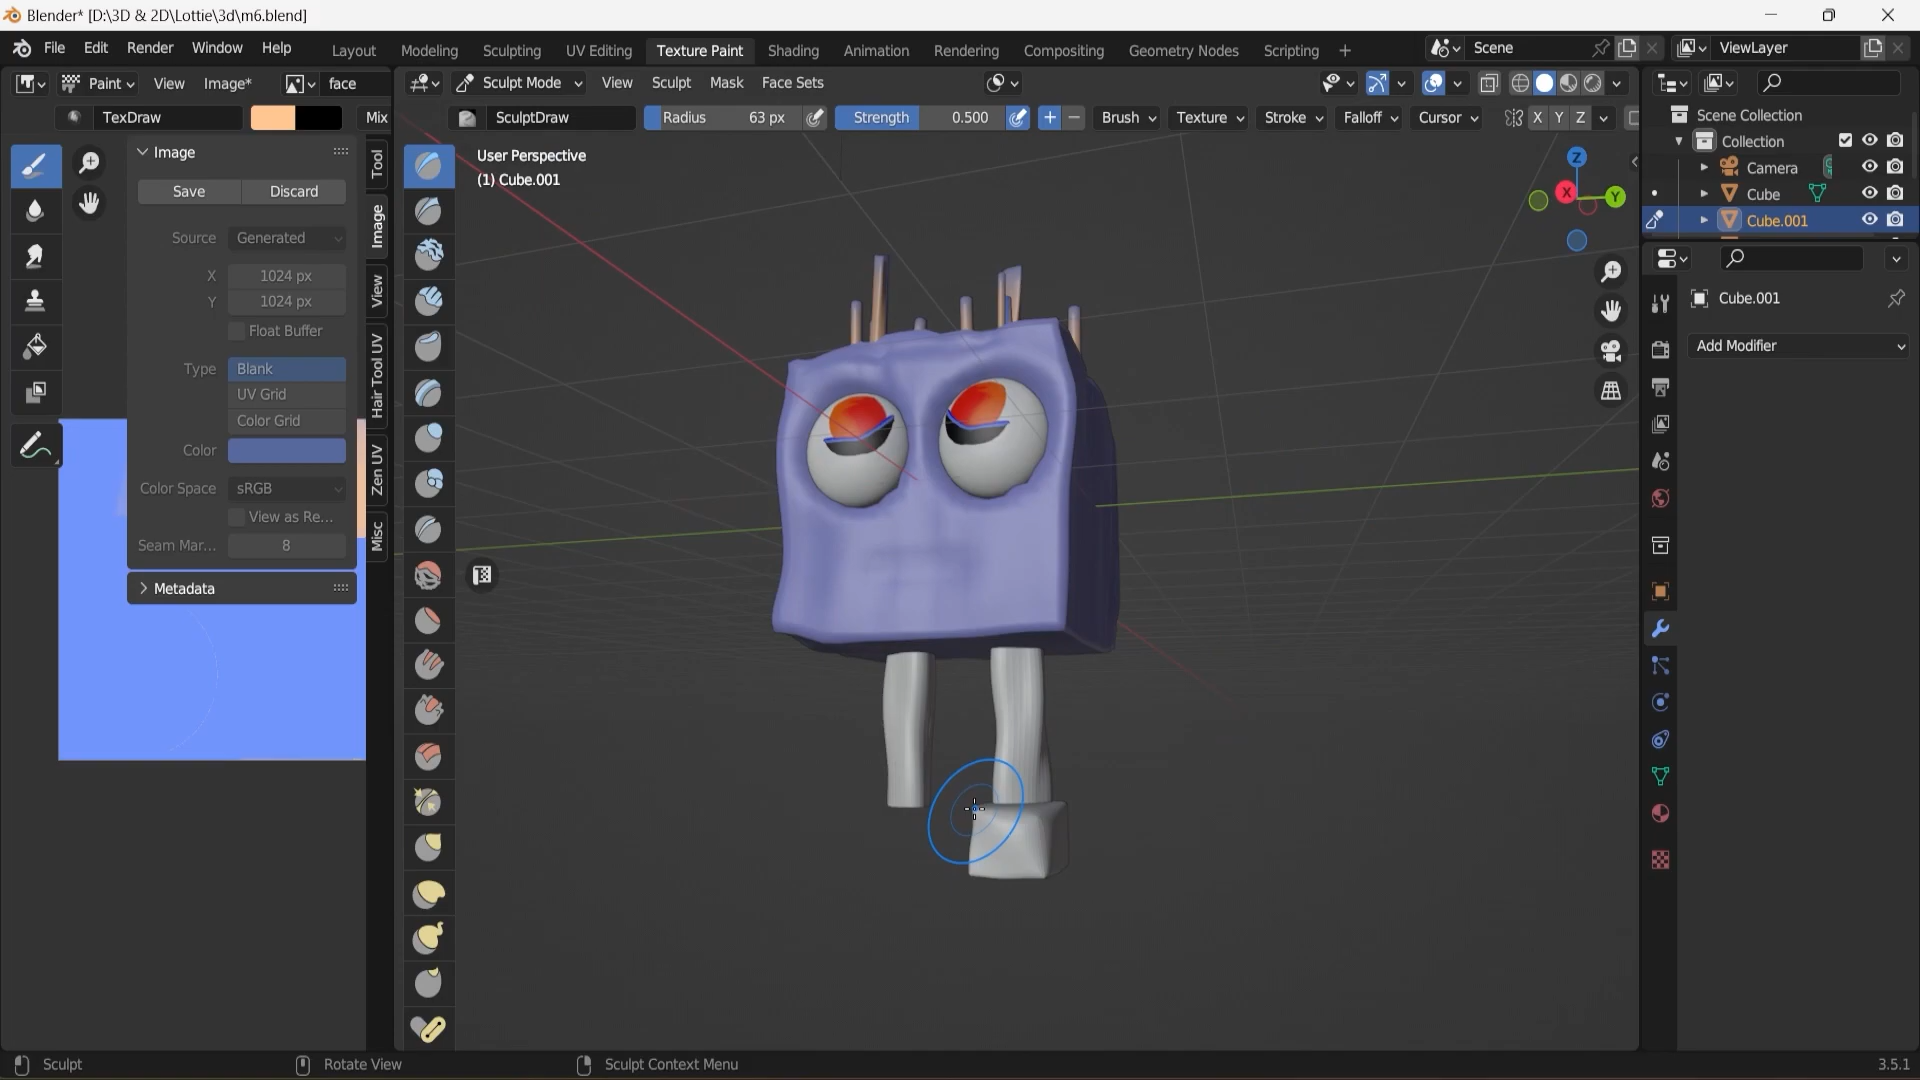 Blender* [D:\3D & 2D\Lottie\3d\m6.blend]
File Edit Render Window Help Layout Modeling Sculpting UV Editing Texture Paint Shading Animation Rendering Compositing Geometry Nodes Scripting + Scene ViewLayer
Paint View Image* face Sculpt Mode View Sculpt Mask Face Sets
TexDraw Mix SculptDraw Radius 63 px Strength 0.500 Brush Texture Stroke Falloff Cursor X Y Z
Image
Save Discard
Source Generated
X 1024 px
Y 1024 px
Float Buffer
Type Blank
UV Grid
Color Grid
Color
Color Space sRGB
View as Re...
Seam Mar... 8
Metadata
Tool
Image
View
Hair Tool UV
Zen UV
Misc
User Perspective
(1) Cube.001
Z
X
Y
Scene Collection
Collection
Camera
Cube
Cube.001
Cube.001
Add Modifier
Sculpt Rotate View Sculpt Context Menu 3.5.1